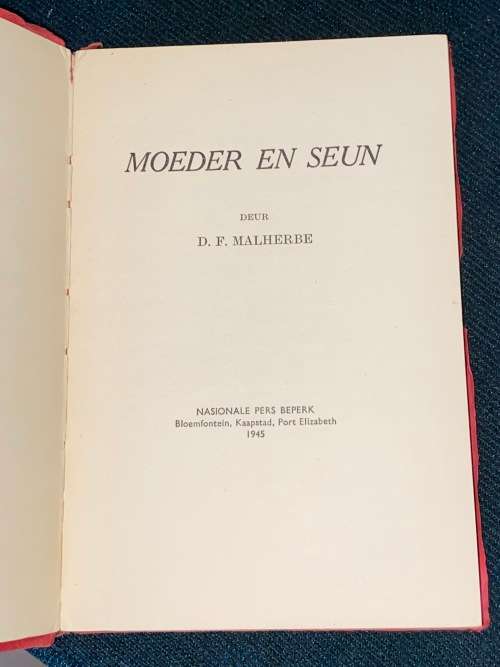 MOEDER EN SEUN
DEUR
D. F. MALHERBE
NASIONALE PERS BEPERK
Bloemfontein, Kaapstad, Port Elizabeth
1945